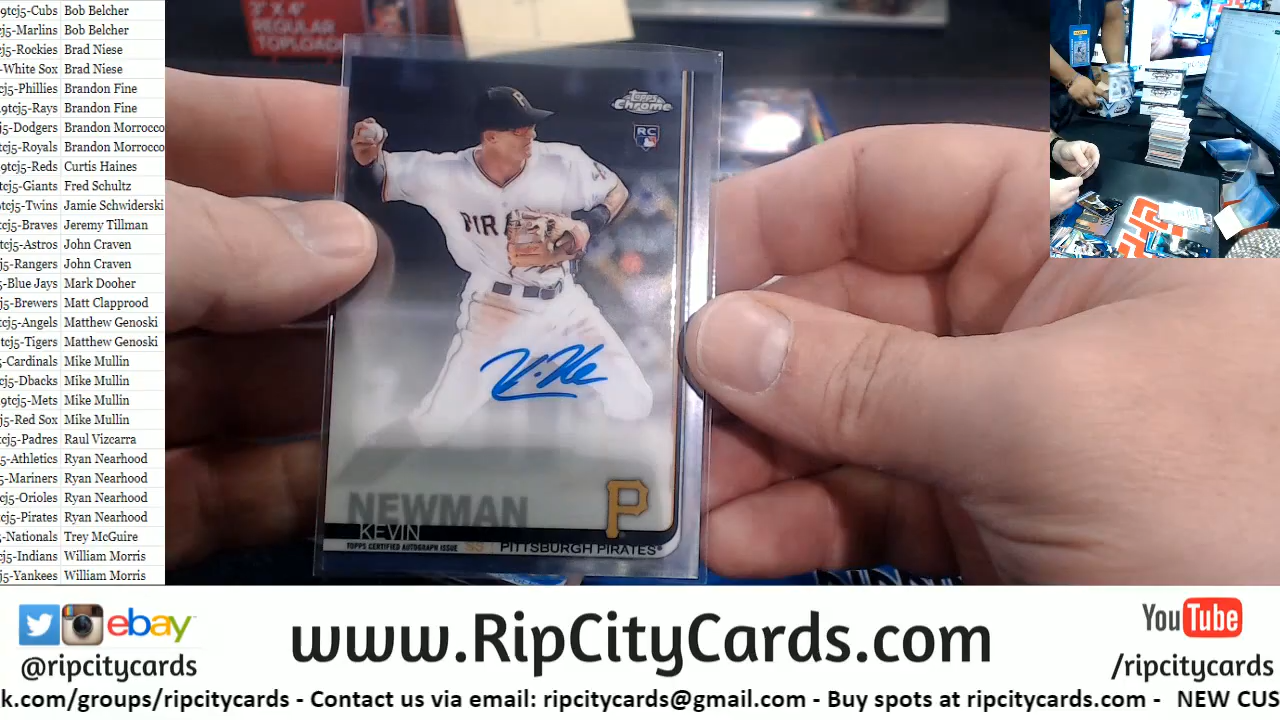 9tcj5-Cubs Bob Belcher
-Marlins Bob Belcher
cj5-Rockies Brad Niese
-White Sox Brad Niese
cj5-Phillies Brandon Fine
19tcj5-Rays Brandon Fine
cj5-Dodgers Brandon Morrocco
tcj5-Royals Brandon Morrocco
9tcj5-Reds Curtis Haines
tcj5-Giants Fred Schultz
tcj5-Twins Jamie Schwiderski
cj5-Braves Jeremy Tillman
cj5-Astros John Craven
j5-Rangers John Craven
-Blue Jays Mark Dooher
j5-Brewers Matt Clapprood
tcj5-Angels Matthew Genoski
tcj5-Tigers Matthew Genoski
5-Cardinals Mike Mullin
cj5-Dbacks Mike Mullin
9tcj5-Mets Mike Mullin
j5-Red Sox Mike Mullin
cj5-Padres Raul Vizcarra
5-Athletics Ryan Nearhood
5-Mariners Ryan Nearhood
cj5-Orioles Ryan Nearhood
cj5-Pirates Ryan Nearhood
-Nationals Trey McGuire
cj5-Indians William Morris
j5-Yankees William Morris
3" X 4"
REGULAR
TOPLOAD
Topps
Chrome
RC
PIRA
P
NEWMAN
KEVIN
TOPPS CERTIFIED AUTOGRAPH ISSUE SS PITTSBURGH PIRATES
ebay
@ripcitycards
www.RipCityCards.com
YouTube
/ripcitycards
k.com/groups/ripcitycards - Contact us via email: ripcitycards@gmail.com - Buy spots at ripcitycards.com - NEW CUS